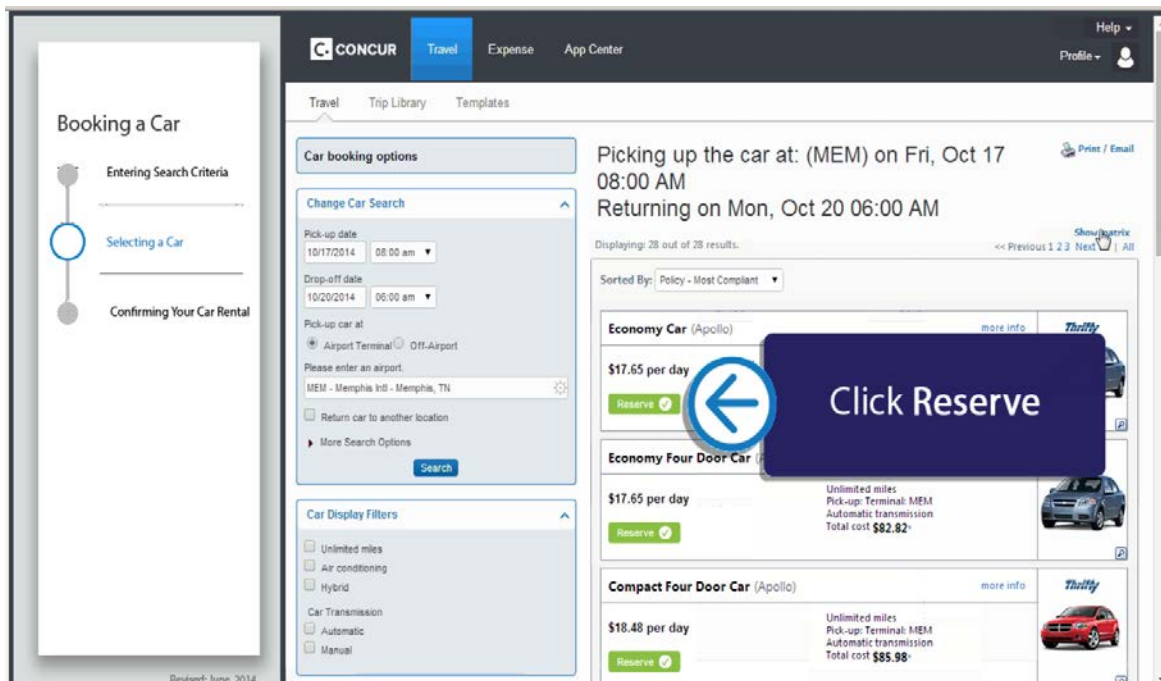 Booking a Car
Entering Search Criteria
Selecting a Car
Confirming Your Car Rental
Revised: June, 2014
C. CONCUR Travel Expense App Center
Help
Profile
Travel Trip Library Templates
Car booking options
Change Car Search
Pick-up date
10/17/2014 08:00 am
Drop-off date
10/20/2014 06:00 am
Pick-up car at
Airport Terminal Off-Airport
Please enter an airport.
MEM - Memphis Intl - Memphis, TN
Return car to another location
More Search Options
Search
Car Display Filters
Unlimited miles
Air conditioning
Hybrid
Car Transmission
Automatic
Manual
Picking up the car at: (MEM) on Fri, Oct 17
08:00 AM
Returning on Mon, Oct 20 06:00 AM
Print / Email
Show matrix
Displaying: 28 out of 28 results.
<< Previous 1 2 3 Next | All
Sorted By: Policy - Most Compliant
Economy Car (Apollo) more info Thrifty
$17.65 per day
Reserve
Click Reserve
Economy Four Door Car
$17.65 per day
Reserve
Unlimited miles
Pick-up: Terminal: MEM
Automatic transmission
Total cost $82.82*
Compact Four Door Car (Apollo) more info Thrifty
$18.48 per day
Reserve
Unlimited miles
Pick-up: Terminal: MEM
Automatic transmission
Total cost $85.98*